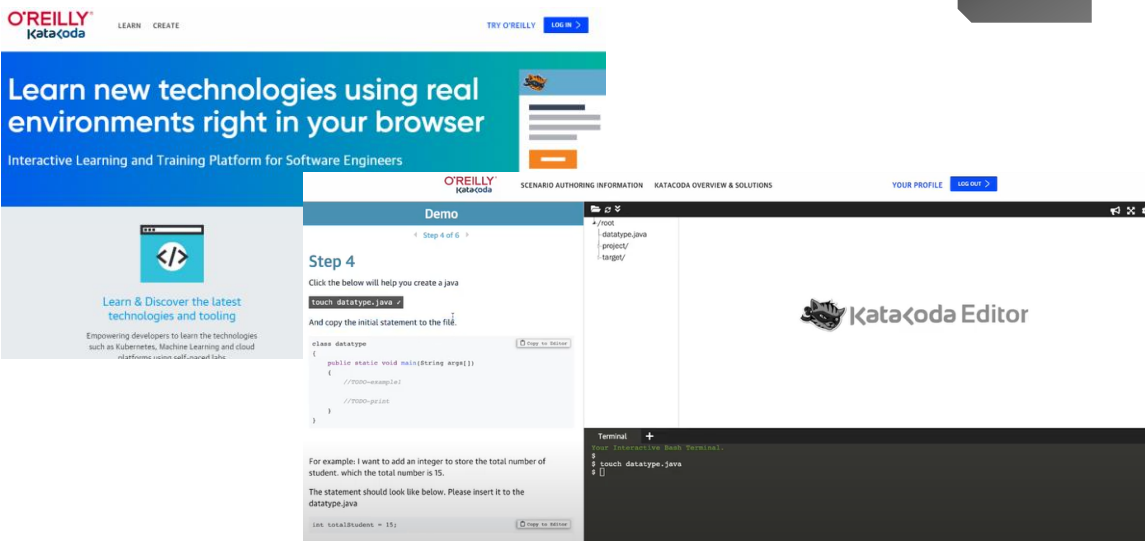 O'REILLY
Katacoda
LEARN CREATE
TRY O'REILLY LOG IN
Learn new technologies using real
environments right in your browser
Interactive Learning and Training Platform for Software Engineers
Learn & Discover the latest
technologies and tooling
Empowering developers to learn the technologies
such as Kubernetes, Machine Learning and cloud
platforms using self-paced labs
O'REILLY
Katacoda
SCENARIO AUTHORING INFORMATION KATACODA OVERVIEW & SOLUTIONS
YOUR PROFILE LOG OUT
Demo
Step 4 of 6
Step 4
Click the below will help you create a java
touch datatype.java ✓
And copy the initial statement to the file.
class datatype
Copy to Editor
{
public static void main(String args[])
{
//TODO-example1
//TODO-print
}
}
For example: I want to add an integer to store the total number of
student. which the total number is 15.
The statement should look like below. Please insert it to the
datatype.java
int totalStudent = 15;
Copy to Editor
/root
datatype.java
project/
target/
Katacoda Editor
Terminal +
Your Interactive Bash Terminal.
$
$ touch datatype.java
$